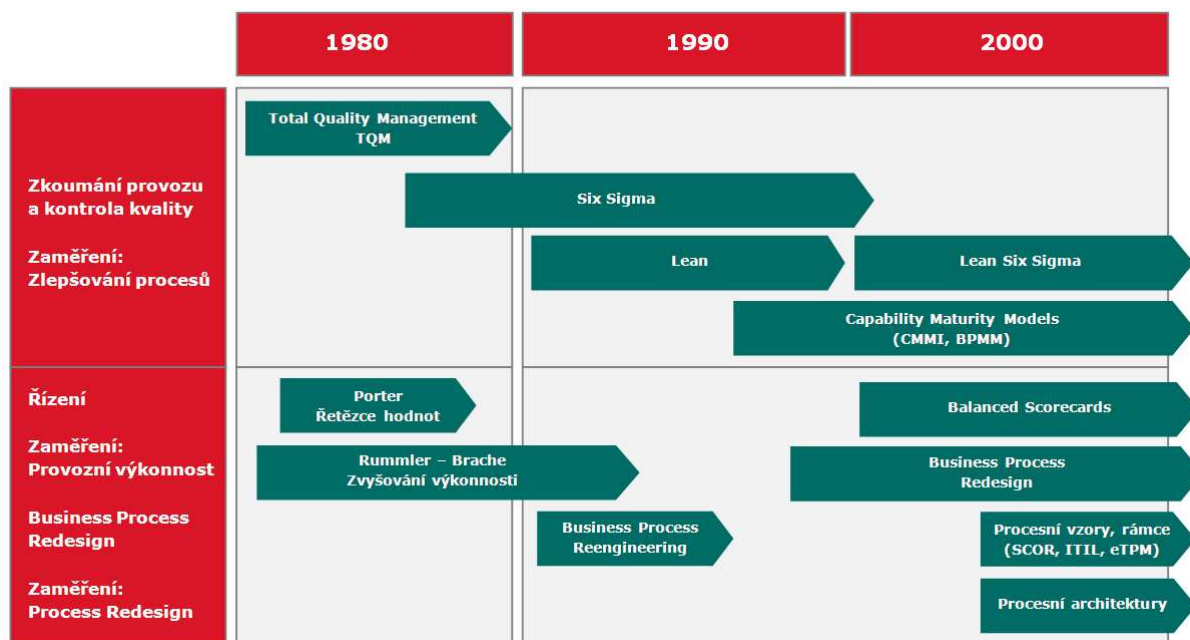 1980
1990
2000
Zkoumání provozu
a kontrola kvality
Zaměření:
Zlepšování procesů
Total Quality Management
TQM
Six Sigma
Lean
Lean Six Sigma
Capability Maturity Models
(CMMI, BPMM)
Řízení
Zaměření:
Provozní výkonnost
Business Process
Redesign
Zaměření:
Process Redesign
Porter
Řetězce hodnot
Balanced Scorecards
Rummler – Brache
Zvyšování výkonnosti
Business Process
Redesign
Business Process
Reengineering
Procesní vzory, rámce
(SCOR, ITIL, eTPM)
Procesní architektury